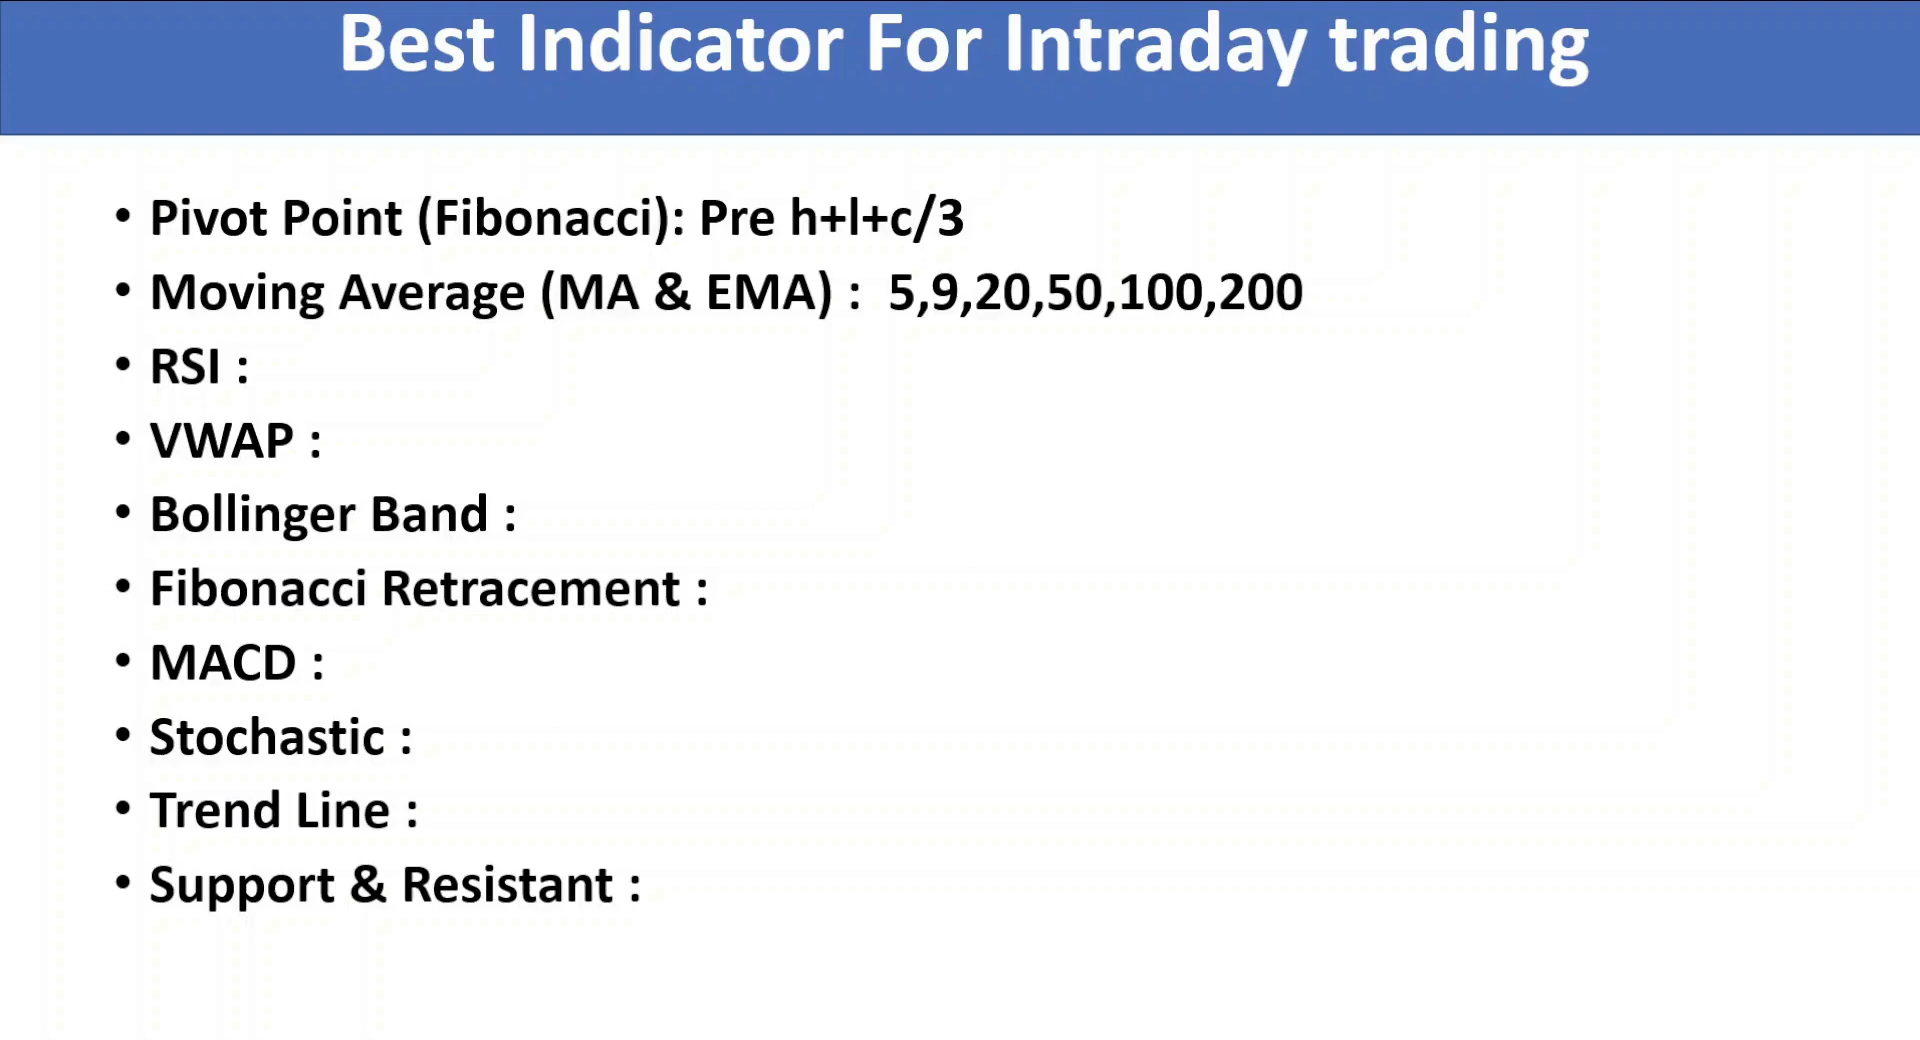 Best Indicator For Intraday trading
• Pivot Point (Fibonacci): Pre h+l+c/3
• Moving Average (MA & EMA) : 5,9,20,50,100,200
• RSI :
• VWAP :
• Bollinger Band :
• Fibonacci Retracement :
• MACD :
• Stochastic :
• Trend Line :
• Support & Resistant :